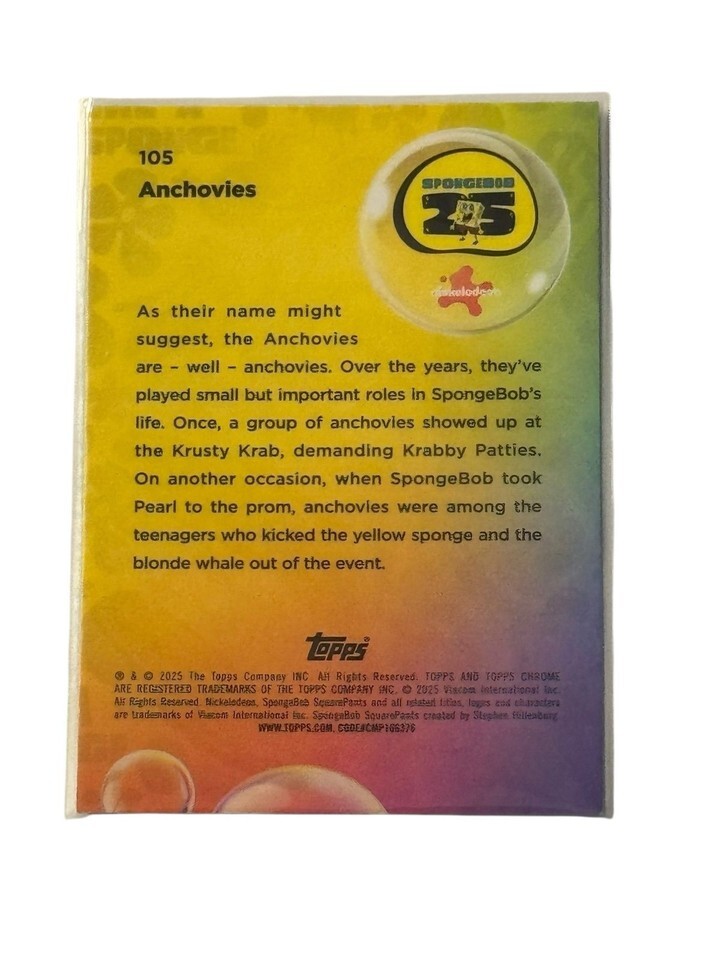 105
Anchovies
SPONGEBOB
25
nickelodeon
As their name might
suggest, the Anchovies
are – well – anchovies. Over the years, they've
played small but important roles in SpongeBob's
life. Once, a group of anchovies showed up at
the Krusty Krab, demanding Krabby Patties.
On another occasion, when SpongeBob took
Pearl to the prom, anchovies were among the
teenagers who kicked the yellow sponge and the
blonde whale out of the event.
Topps®
® & © 2025 The Topps Company INC. All Rights Reserved. TOPPS AND TOPPS CHROME
ARE REGISTERED TRADEMARKS OF THE TOPPS COMPANY INC. © 2025 Viacom International Inc.
All Rights Reserved. Nickelodeon, SpongeBob SquarePants and all related titles, logos and characters
are trademarks of Viacom International Inc. SpongeBob SquarePants created by Stephen Hillenburg.
WWW.TOPPS.COM. CODE#CMP166376